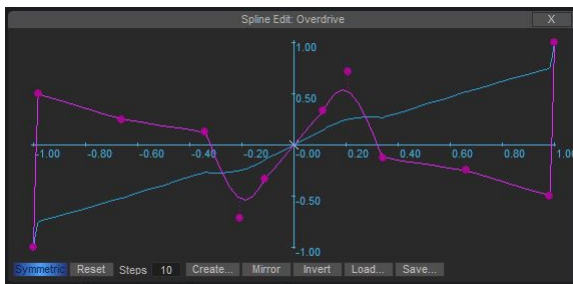 Spline Edit: Overdrive X
1.00
0.50
-1.00 -0.80 -0.60 -0.40 -0.20 0.00 0.20 0.40 0.60 0.80 1.00
-0.50
-1.00
Symmetric Reset Steps 10 Create... Mirror Invert Load... Save...